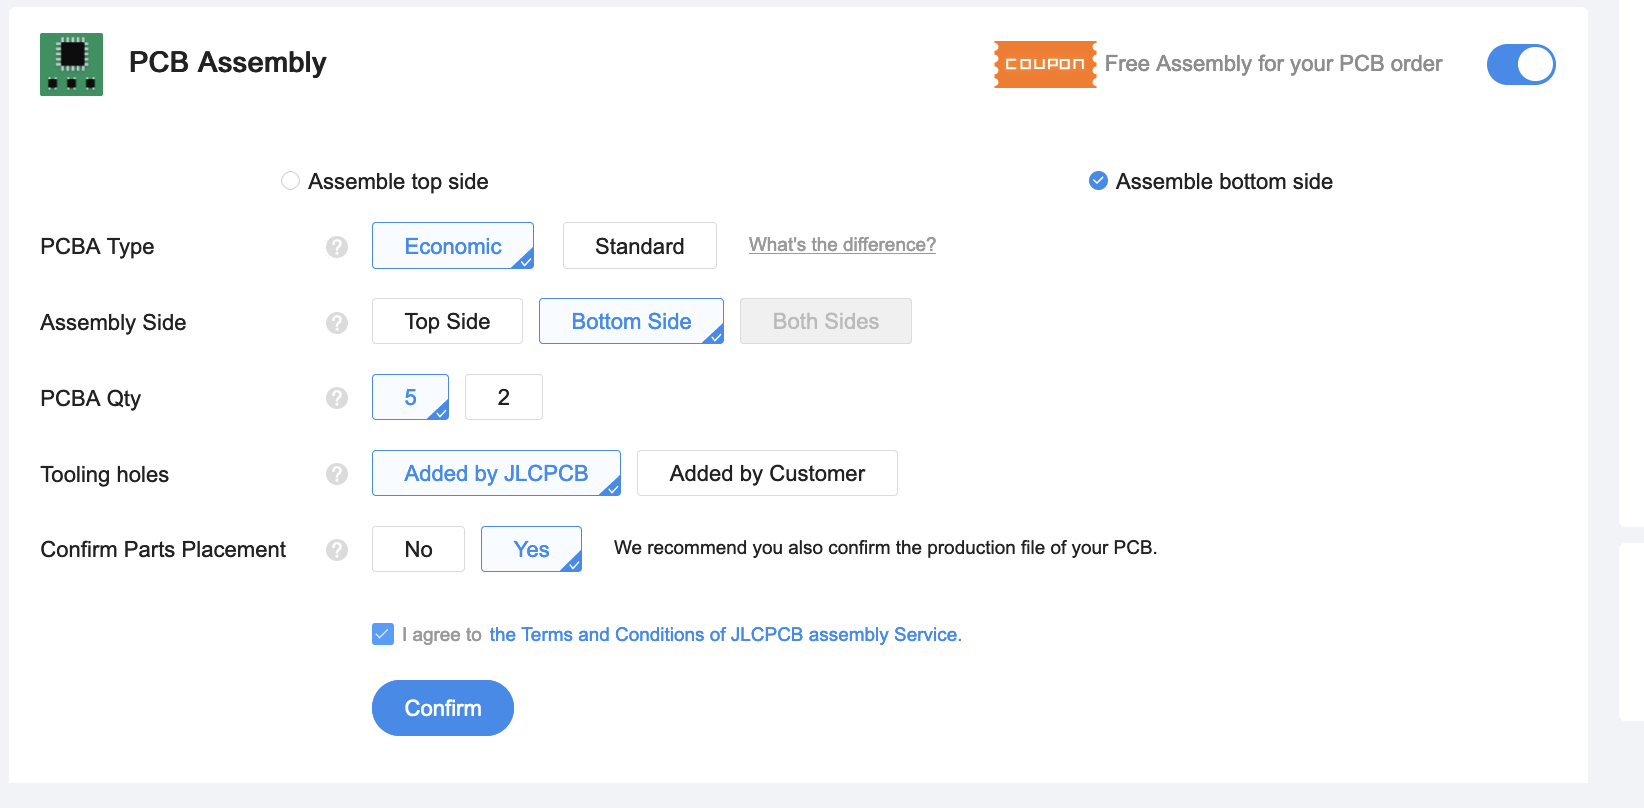 PCB Assembly
COUPON Free Assembly for your PCB order
Assemble top side
Assemble bottom side
PCBA Type ? Economic Standard What's the difference?
Assembly Side ? Top Side Bottom Side Both Sides
PCBA Qty ? 5 2
Tooling holes ? Added by JLCPCB Added by Customer
Confirm Parts Placement ? No Yes We recommend you also confirm the production file of your PCB.
I agree to the Terms and Conditions of JLCPCB assembly Service.
Confirm